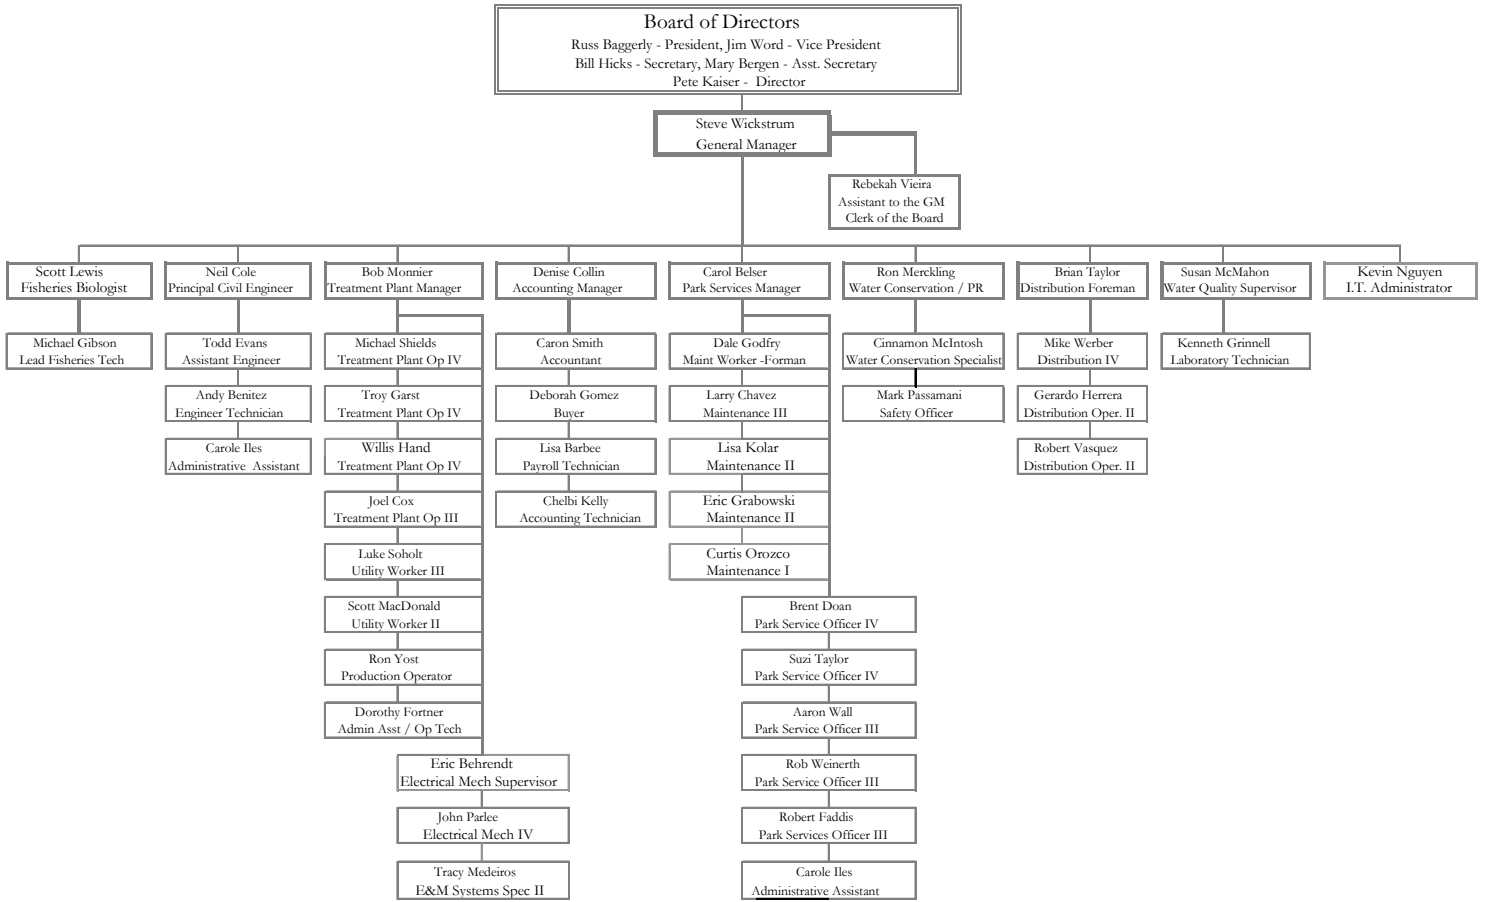 Board of Directors
Russ Baggerly - President, Jim Word - Vice President
Bill Hicks - Secretary, Mary Bergen - Asst. Secretary
Pete Kaiser - Director
Steve Wickstrum
General Manager
Rebekah Vieira
Assistant to the GM
Clerk of the Board
Scott Lewis
Fisheries Biologist
Michael Gibson
Lead Fisheries Tech
Neil Cole
Principal Civil Engineer
Todd Evans
Assistant Engineer
Andy Benitez
Engineer Technician
Carole Iles
Administrative Assistant
Bob Monnier
Treatment Plant Manager
Michael Shields
Treatment Plant Op IV
Troy Garst
Treatment Plant Op IV
Willis Hand
Treatment Plant Op IV
Joel Cox
Treatment Plant Op III
Luke Soholt
Utility Worker III
Scott MacDonald
Utility Worker II
Ron Yost
Production Operator
Dorothy Fortner
Admin Asst / Op Tech
Eric Behrendt
Electrical Mech Supervisor
John Parlee
Electrical Mech IV
Tracy Medeiros
E&M Systems Spec II
Denise Collin
Accounting Manager
Caron Smith
Accountant
Deborah Gomez
Buyer
Lisa Barbee
Payroll Technician
Chelbi Kelly
Accounting Technician
Carol Belser
Park Services Manager
Dale Godfry
Maint Worker -Forman
Larry Chavez
Maintenance III
Lisa Kolar
Maintenance II
Eric Grabowski
Maintenance II
Curtis Orozco
Maintenance I
Brent Doan
Park Service Officer IV
Suzi Taylor
Park Service Officer IV
Aaron Wall
Park Service Officer III
Rob Weinerth
Park Service Officer III
Robert Faddis
Park Services Officer III
Carole Iles
Administrative Assistant
Ron Merckling
Water Conservation / PR
Cinnamon McIntosh
Water Conservation Specialist
Mark Passamani
Safety Officer
Brian Taylor
Distribution Foreman
Mike Werber
Distribution IV
Gerardo Herrera
Distribution Oper. II
Robert Vasquez
Distribution Oper. II
Susan McMahon
Water Quality Supervisor
Kenneth Grinnell
Laboratory Technician
Kevin Nguyen
I.T. Administrator